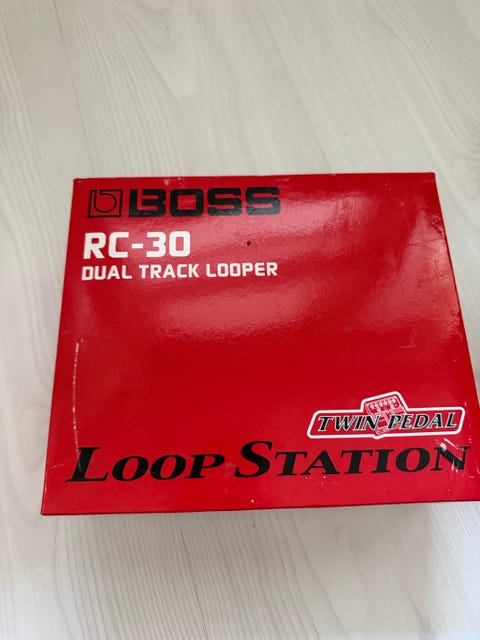 BOSS
RC-30
DUAL TRACK LOOPER
TWIN PEDAL
LOOP STATION